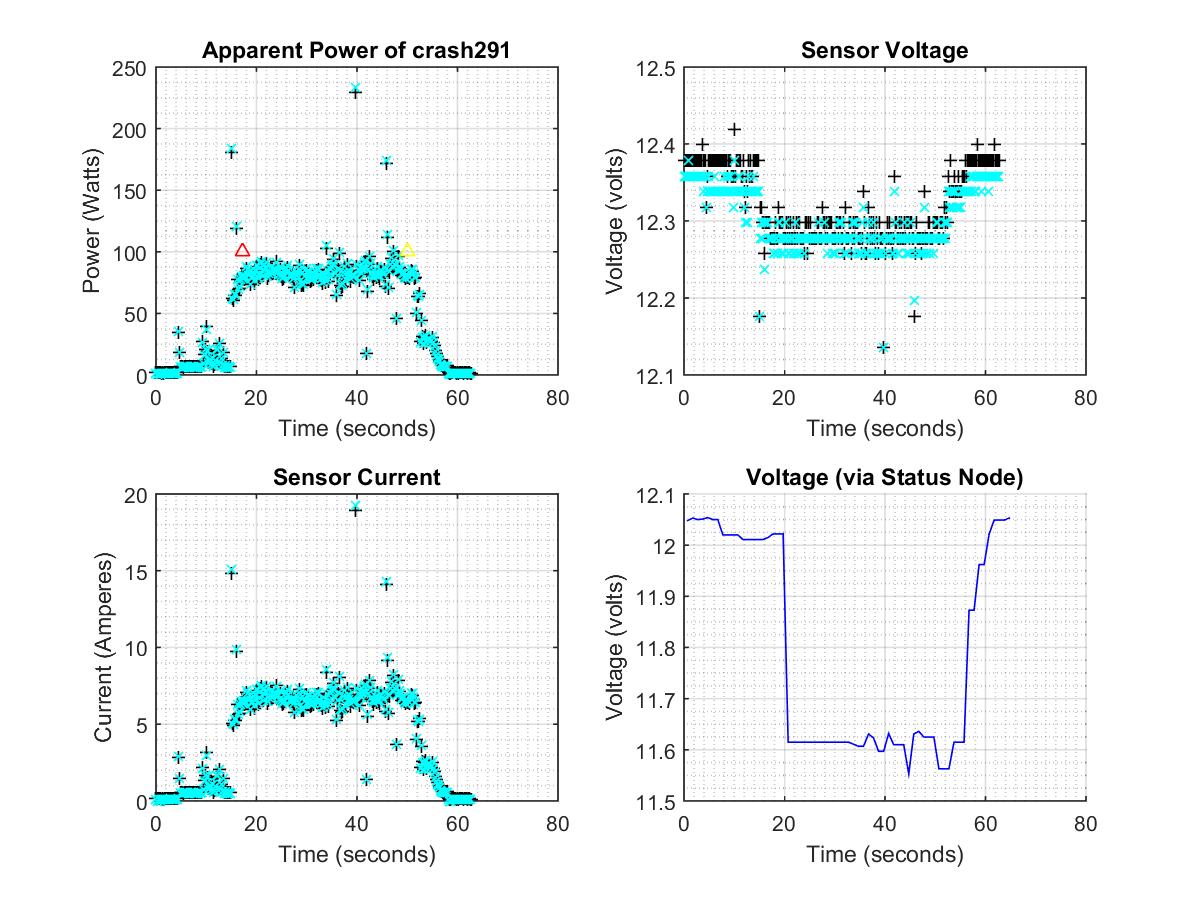 Apparent Power of crash291
250
200
150
100
50
0
Power (Watts)
0 20 40 60 80
Time (seconds)
Sensor Voltage
12.5
12.4
12.3
12.2
12.1
Voltage (volts)
0 20 40 60 80
Time (seconds)
Sensor Current
20
15
10
5
0
Current (Amperes)
0 20 40 60 80
Time (seconds)
Voltage (via Status Node)
12.1
12
11.9
11.8
11.7
11.6
11.5
Voltage (volts)
0 20 40 60 80
Time (seconds)